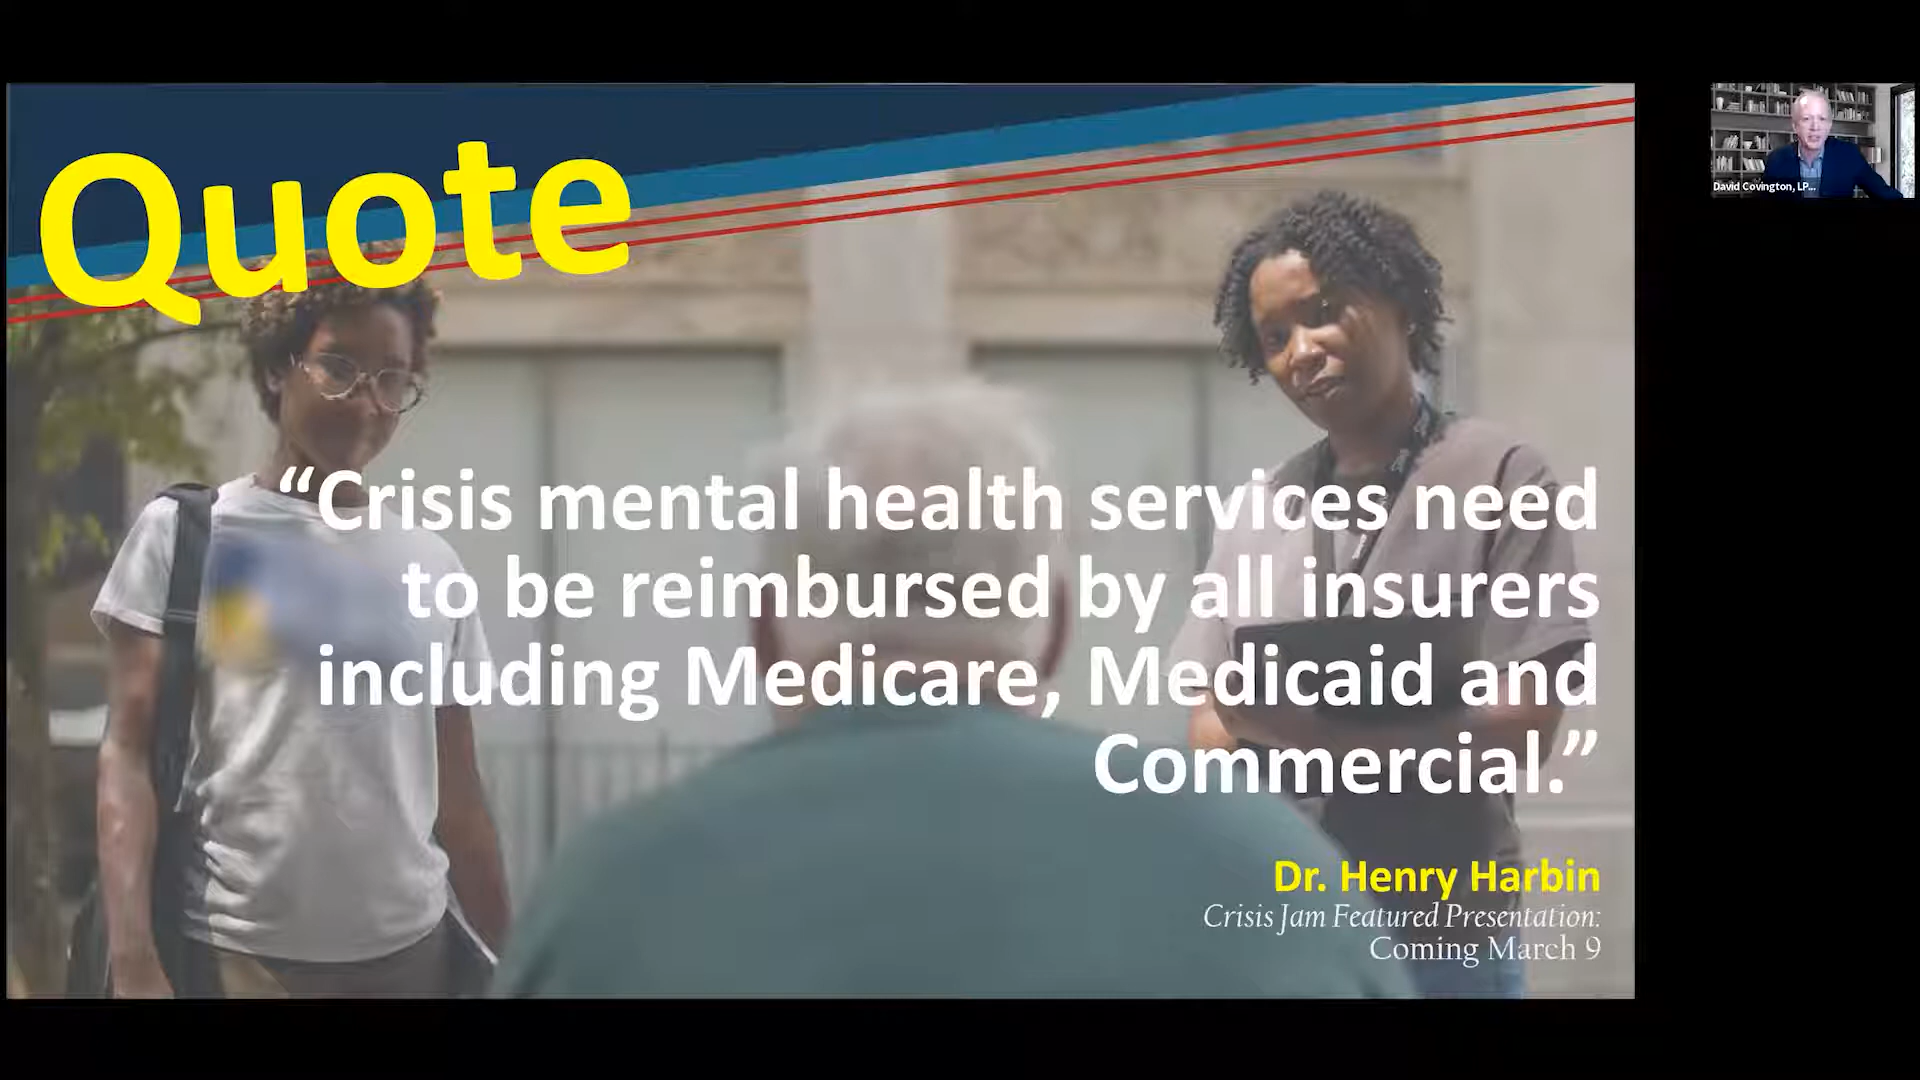 Quote
“Crisis mental health services need
to be reimbursed by all insurers
including Medicare, Medicaid and
Commercial.”
Dr. Henry Harbin
Crisis Jam Featured Presentation:
Coming March 9
David Covington, LP...